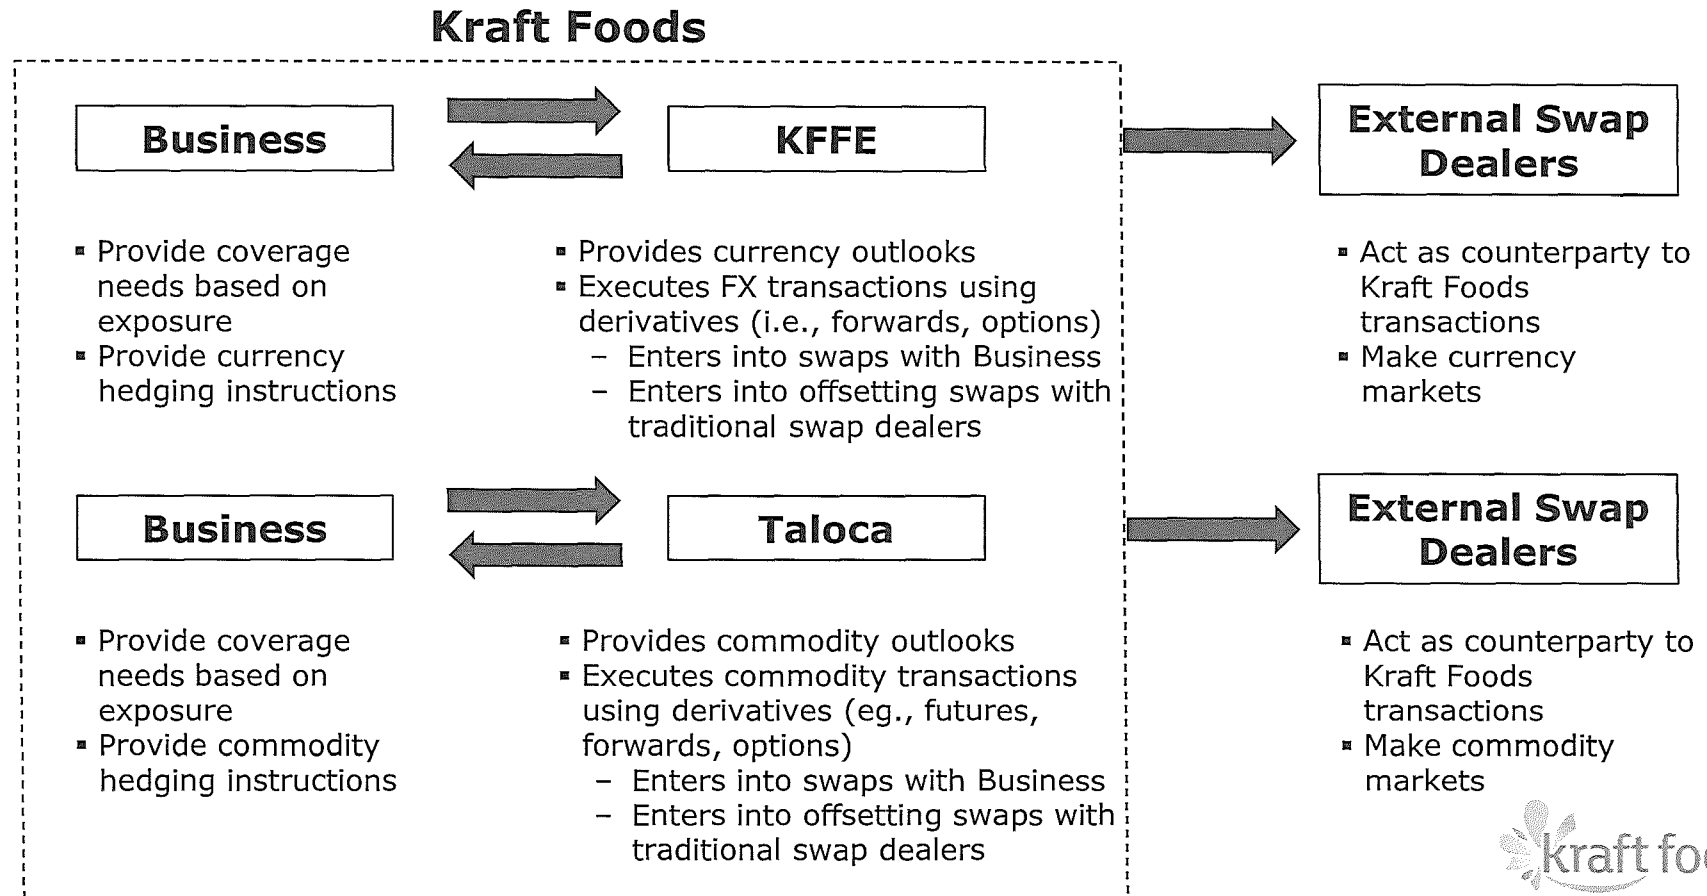 Kraft Foods
Business
KFFE
External Swap
Dealers
▪ Provide coverage
needs based on
exposure
▪ Provide currency
hedging instructions
▪ Provides currency outlooks
▪ Executes FX transactions using
derivatives (i.e., forwards, options)
– Enters into swaps with Business
– Enters into offsetting swaps with
traditional swap dealers
▪ Act as counterparty to
Kraft Foods
transactions
▪ Make currency
markets
Business
Taloca
External Swap
Dealers
▪ Provide coverage
needs based on
exposure
▪ Provide commodity
hedging instructions
▪ Provides commodity outlooks
▪ Executes commodity transactions
using derivatives (eg., futures,
forwards, options)
– Enters into swaps with Business
– Enters into offsetting swaps with
traditional swap dealers
▪ Act as counterparty to
Kraft Foods
transactions
▪ Make commodity
markets
kraft foo